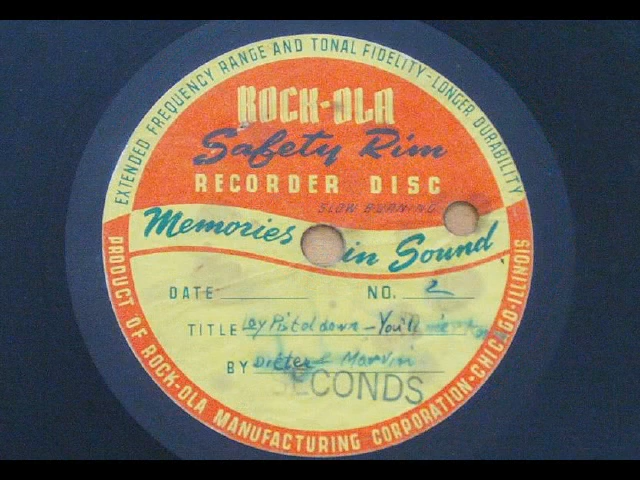 EXTENDED FREQUENCY RANGE AND TONAL FIDELITY - LONGER DURABILITY
ROCK-OLA
Safety Rim
RECORDER DISC
SLOW BURNING
Memories in Sound
DATE
NO. 2
TITLE Lay Pistol down - You'll
BY Dieter & Marvin
SECONDS
PRODUCT OF ROCK-OLA MANUFACTURING CORPORATION · CHICAGO · ILLINOIS